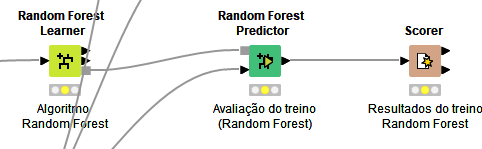 Random Forest
Learner
Algoritmo
Random Forest
Random Forest
Predictor
Avaliação do treino
(Random Forest)
Scorer
Resultados do treino
Random Forest